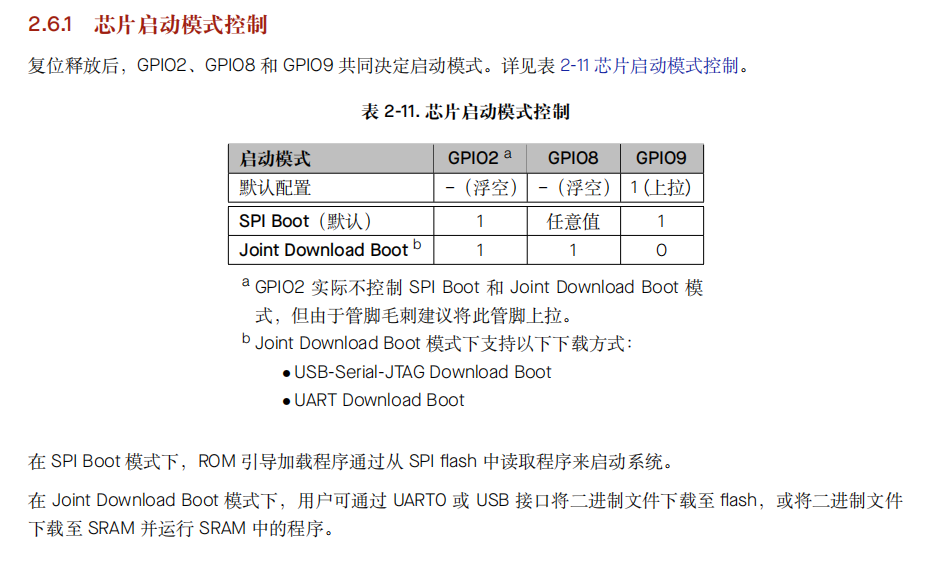 2.6.1 芯片启动模式控制
复位释放后，GPIO2、GPIO8 和 GPIO9 共同决定启动模式。详见表 2-11 芯片启动模式控制。
表 2-11. 芯片启动模式控制
启动模式 GPIO2 a GPIO8 GPIO9
默认配置 –（浮空） –（浮空） 1 (上拉)
SPI Boot（默认） 1 任意值 1
Joint Download Boot b 1 1 0
a GPIO2 实际不控制 SPI Boot 和 Joint Download Boot 模
式，但由于管脚毛刺建议将此管脚上拉。
b Joint Download Boot 模式下支持以下下载方式：
● USB-Serial-JTAG Download Boot
● UART Download Boot
在 SPI Boot 模式下，ROM 引导加载程序通过从 SPI flash 中读取程序来启动系统。
在 Joint Download Boot 模式下，用户可通过 UART0 或 USB 接口将二进制文件下载至 flash，或将二进制文件
下载至 SRAM 并运行 SRAM 中的程序。